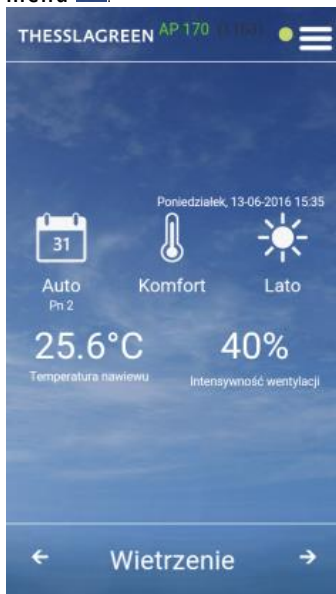 menu
THESSLAGREEN AP 170
Poniedziałek, 13-06-2016 15:35
31
Auto Komfort Lato
Pn 2
25.6°C 40%
Temperatura nawiewu Intensywność wentylacji
Wietrzenie